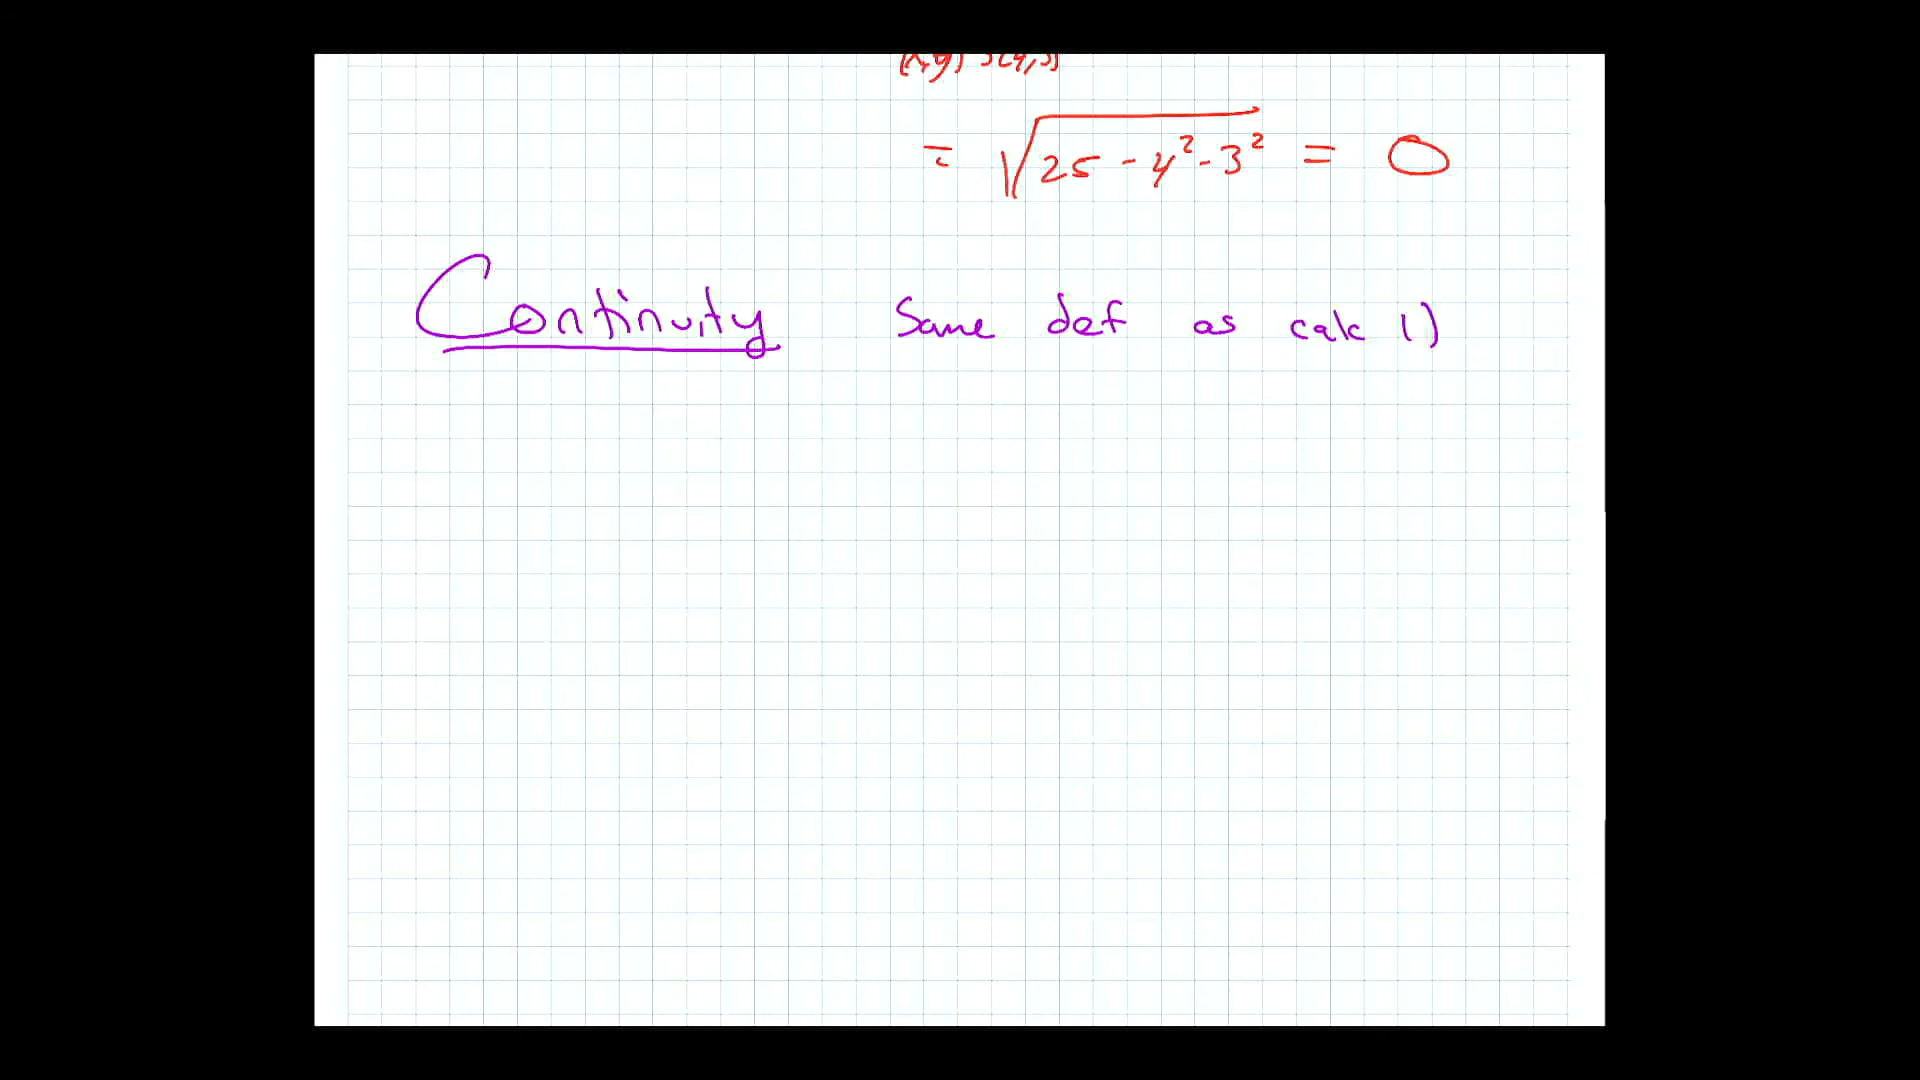 = √25 - 4² - 3² = 0
Continuity Same def as calc 1)